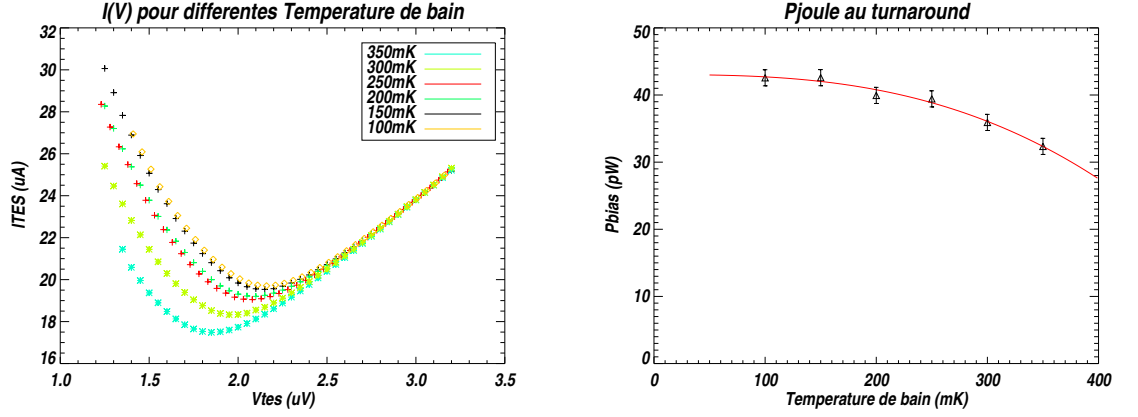 I(V) pour differentes Temperature de bain
32
30
28
26
24
22
20
18
16
ITES (uA)
350mK
300mK
250mK
200mK
150mK
100mK
1.0 1.5 2.0 2.5 3.0 3.5
Vtes (uV)
Pjoule au turnaround
50
40
30
20
10
0
Pbias (pW)
0 100 200 300 400
Temperature de bain (mK)